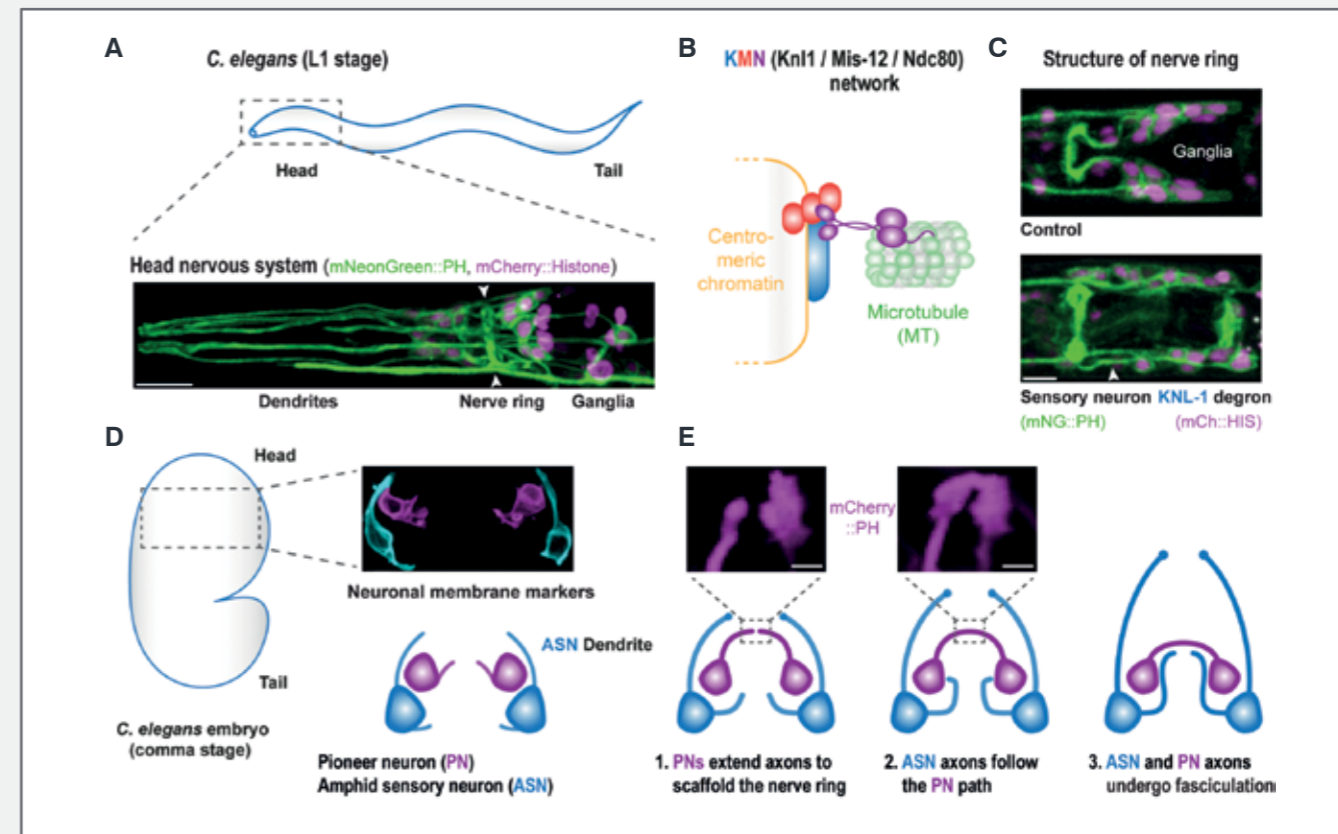 A
C. elegans (L1 stage)
Head
Tail
Head nervous system (mNeonGreen::PH, mCherry::Histone)
Dendrites
Nerve ring
Ganglia
B
KMN (Knl1 / Mis-12 / Ndc80)
network
Centro-
meric
chromatin
Microtubule
(MT)
C
Structure of nerve ring
Ganglia
Control
Sensory neuron KNL-1 degron
(mNG::PH) (mCh::HIS)
D
Head
Tail
C. elegans embryo
(comma stage)
Neuronal membrane markers
ASN Dendrite
Pioneer neuron (PN)
Amphid sensory neuron (ASN)
E
mCherry
::PH
1. PNs extend axons to
scaffold the nerve ring
2. ASN axons follow
the PN path
3. ASN and PN axons
undergo fasciculation